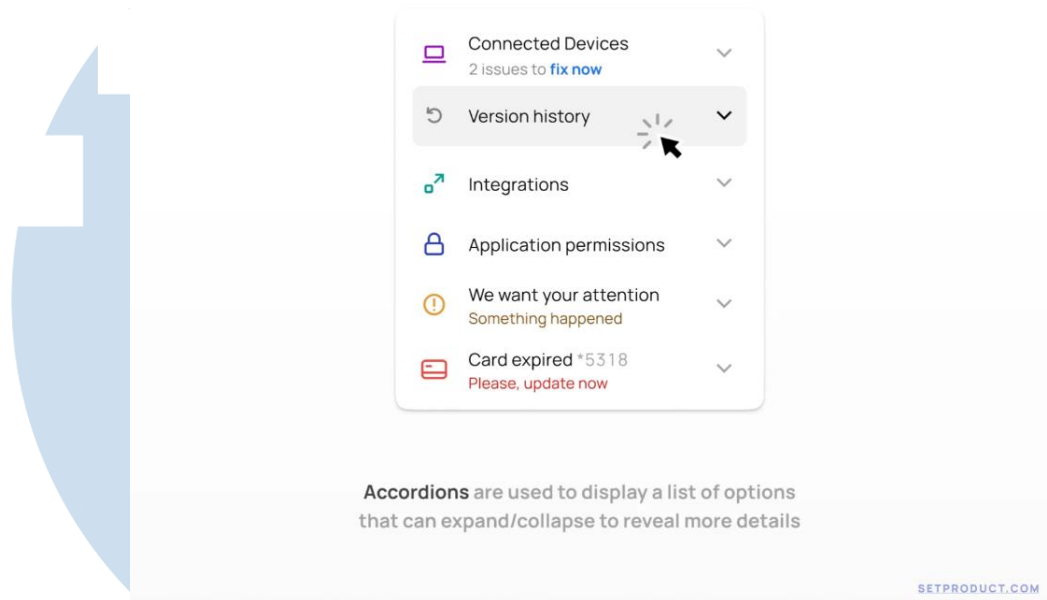 Connected Devices
2 issues to fix now
Version history
Integrations
Application permissions
We want your attention
Something happened
Card expired *5318
Please, update now
Accordions are used to display a list of options
that can expand/collapse to reveal more details
SETPRODUCT.COM